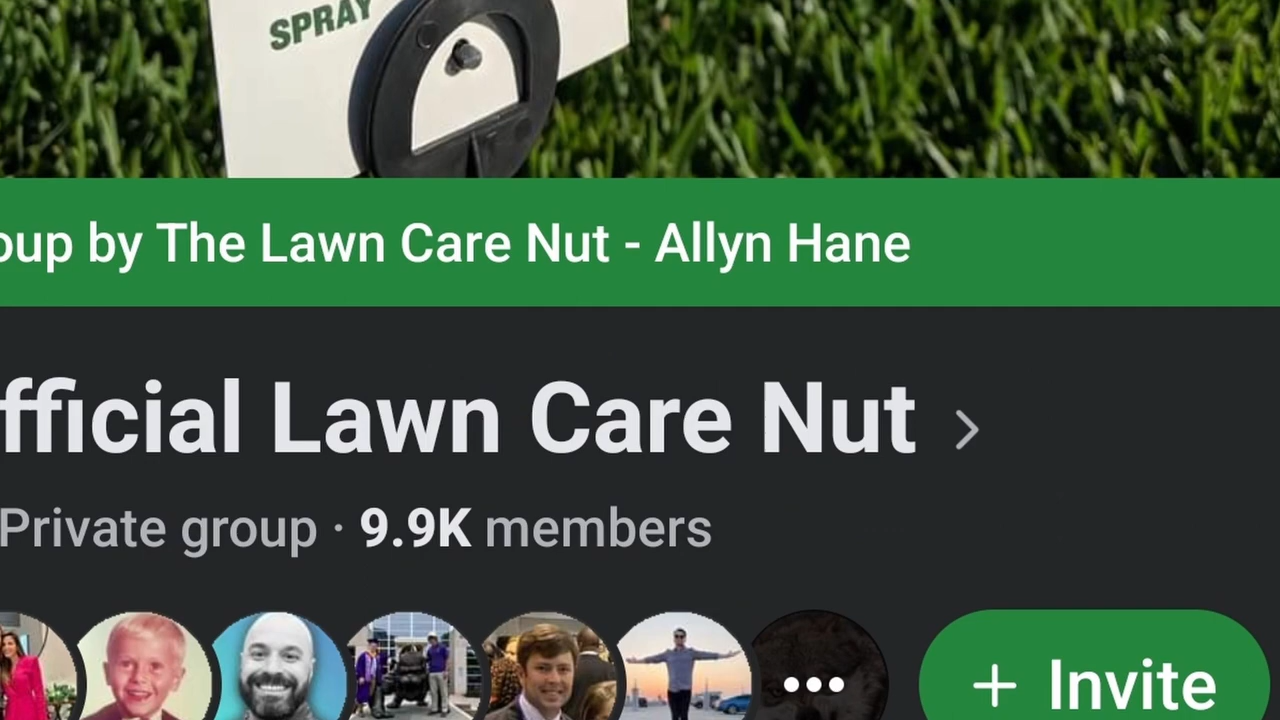 SPRAY
oup by The Lawn Care Nut - Allyn Hane
fficial Lawn Care Nut >
Private group · 9.9K members
+ Invite